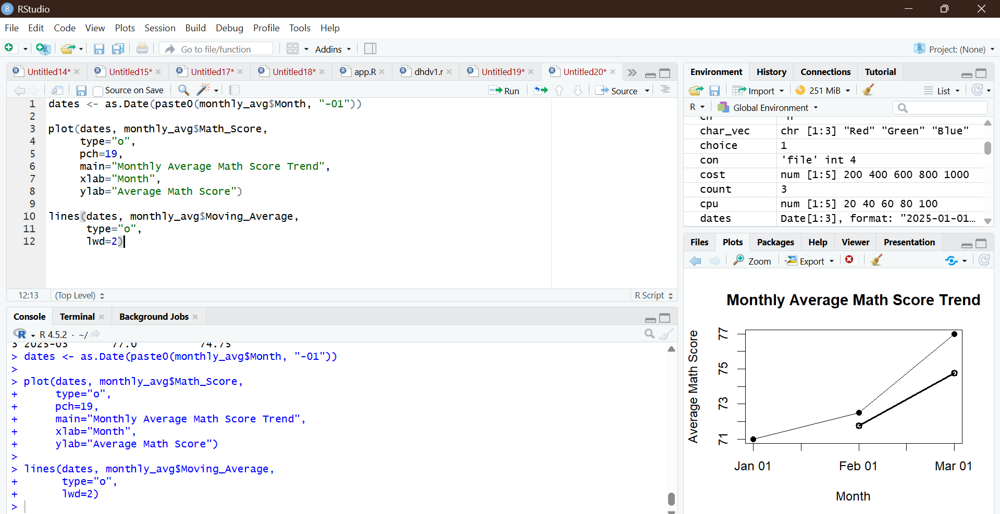 RStudio
File Edit Code View Plots Session Build Debug Profile Tools Help
Go to file/function Addins Project: (None)
Untitled14* Untitled15* Untitled17* Untitled18* app.R dhdv1.r Untitled19* Untitled20*
Source on Save Run Source
1 dates <- as.Date(paste0(monthly_avg$Month, "-01"))
2
3 plot(dates, monthly_avg$Math_Score,
4 type="o",
5 pch=19,
6 main="Monthly Average Math Score Trend",
7 xlab="Month",
8 ylab="Average Math Score")
9
10 lines(dates, monthly_avg$Moving_Average,
11 type="o",
12 lwd=2)
12:13 (Top Level) R Script
Console Terminal Background Jobs
R 4.5.2 · ~/
3 2025-03 77.0 74.75
> dates <- as.Date(paste0(monthly_avg$Month, "-01"))
>
> plot(dates, monthly_avg$Math_Score,
+ type="o",
+ pch=19,
+ main="Monthly Average Math Score Trend",
+ xlab="Month",
+ ylab="Average Math Score")
>
> lines(dates, monthly_avg$Moving_Average,
+ type="o",
+ lwd=2)
>
Environment History Connections Tutorial
Import 251 MiB List
R Global Environment
char_vec chr [1:3] "Red" "Green" "Blue"
choice 1
con 'file' int 4
cost num [1:5] 200 400 600 800 1000
count 3
cpu num [1:5] 20 40 60 80 100
dates Date[1:3], format: "2025-01-01…
Files Plots Packages Help Viewer Presentation
Zoom Export
Monthly Average Math Score Trend
Average Math Score
77
75
73
71
Jan 01 Feb 01 Mar 01
Month